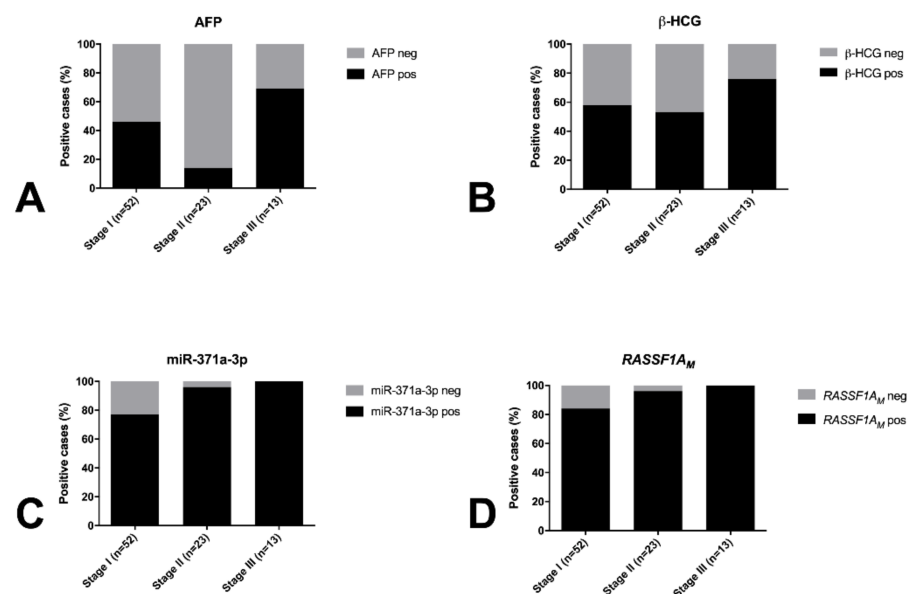 AFP
100
80
60
40
20
0
Positive cases (%)
Stage I (n=52)
Stage II (n=23)
Stage III (n=13)
AFP neg
AFP pos
A
β-HCG
100
80
60
40
20
0
Positive cases (%)
Stage I (n=52)
Stage II (n=23)
Stage III (n=13)
β-HCG neg
β-HCG pos
B
miR-371a-3p
100
80
60
40
20
0
Positive cases (%)
Stage I (n=52)
Stage II (n=23)
Stage III (n=13)
miR-371a-3p neg
miR-371a-3p pos
C
RASSF1A_M
100
80
60
40
20
0
Positive cases (%)
Stage I (n=52)
Stage II (n=23)
Stage III (n=13)
RASSF1A_M neg
RASSF1A_M pos
D